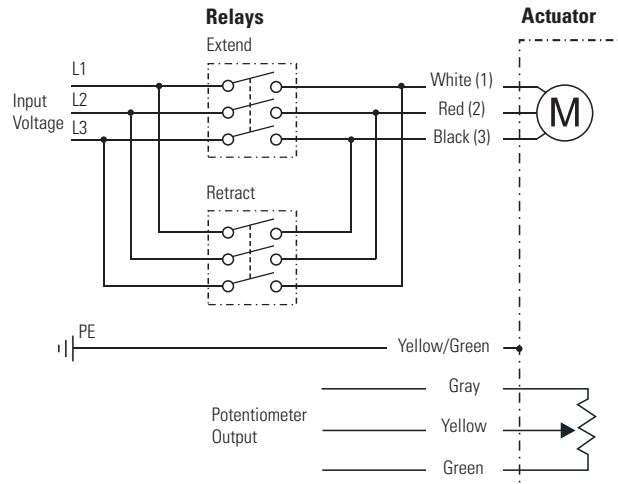 Relays
Actuator
Extend
L1
White (1)
Input
Voltage
L2
Red (2)
M
L3
Black (3)
Retract
PE
Yellow/Green
Gray
Potentiometer
Output
Yellow
Green